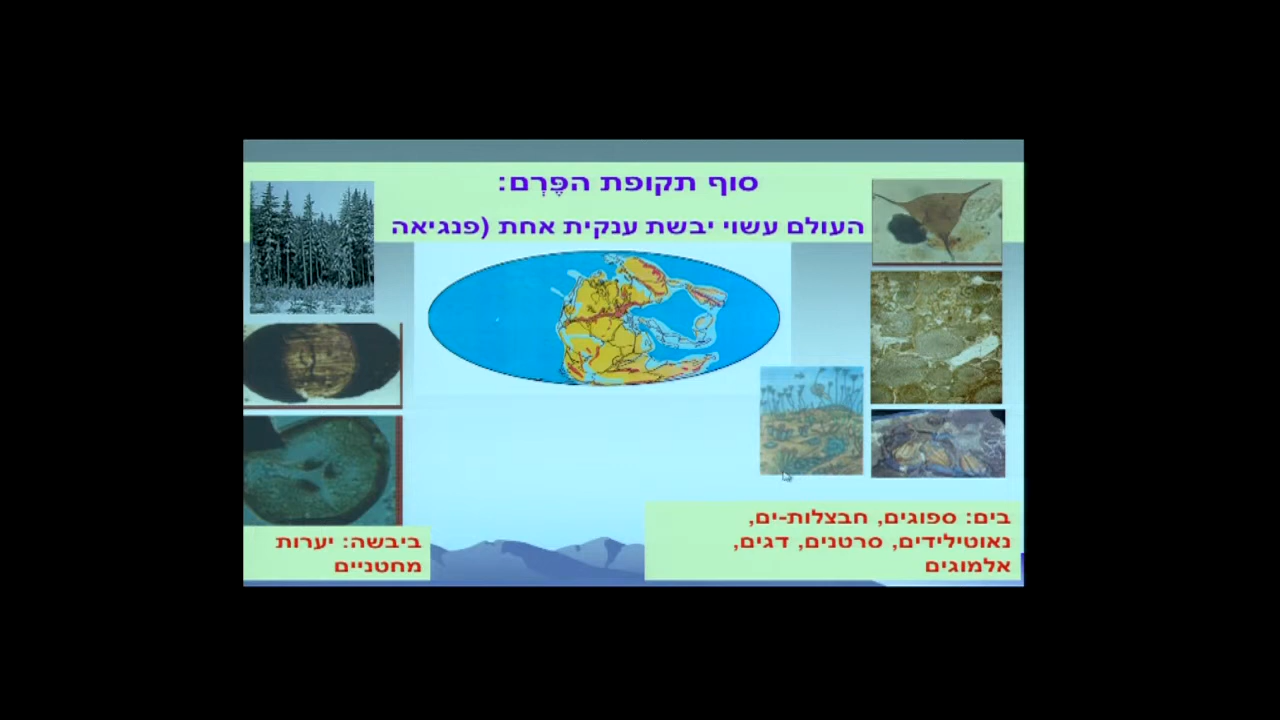 סוף תקופת הפֶּרְם:
העולם עשוי יבשת ענקית אחת (פנגיאה
בים: ספוגים, חבצלות-ים,
נאוטילידים, סרטנים, דגים,
אלמוגים
ביבשה: יערות
מחטניים